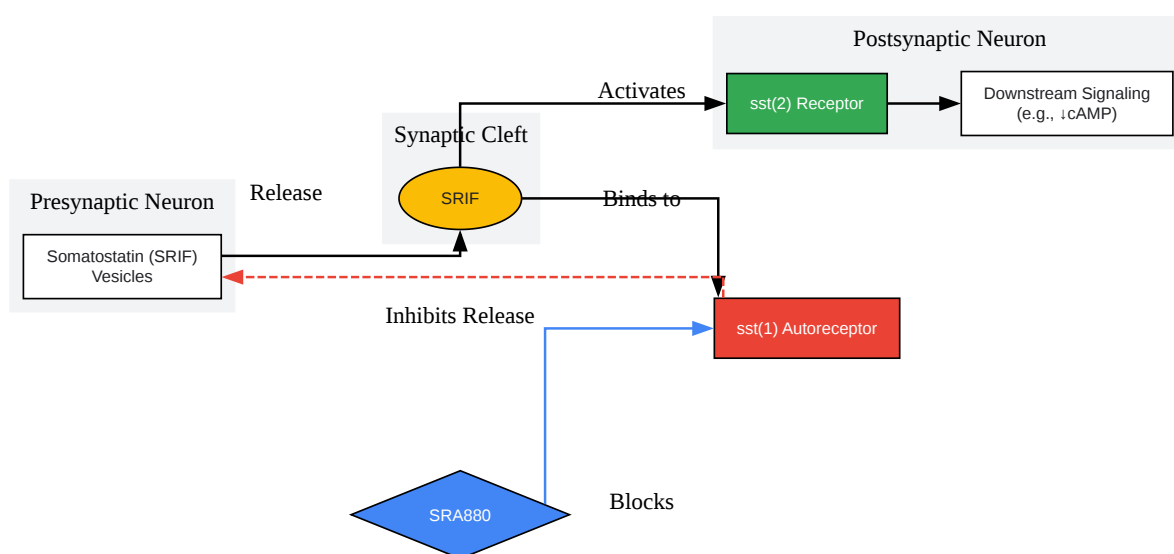 Postsynaptic Neuron
Activates
sst(2) Receptor
Downstream Signaling
(e.g., ↓cAMP)
Synaptic Cleft
SRIF
Binds to
Release
Presynaptic Neuron
Somatostatin (SRIF)
Vesicles
Inhibits Release
sst(1) Autoreceptor
SRA880
Blocks